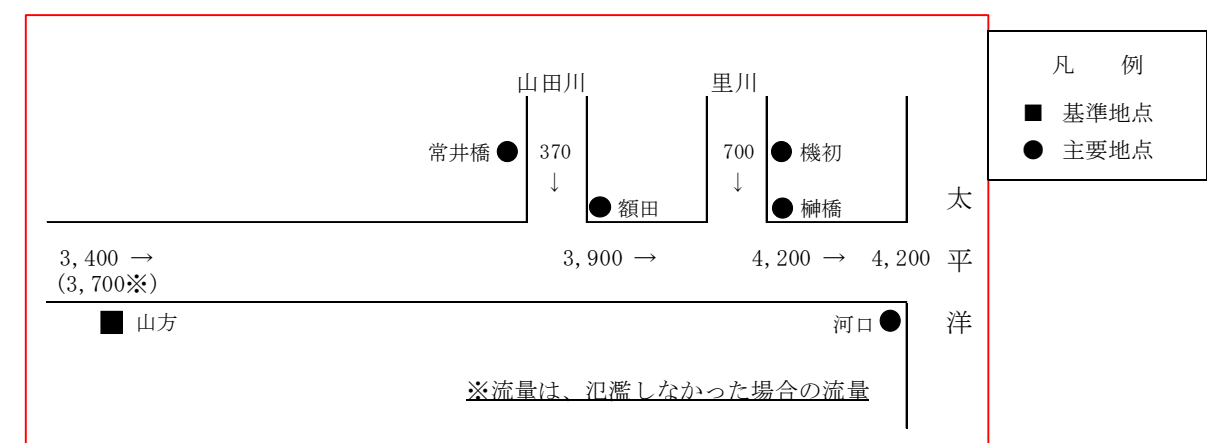 山田川 里川
凡 例
■ 基準地点
● 主要地点
常井橋● 370 700 ●機初
↓ ↓
●額田 ●榊橋
太平洋
3,400 → 3,900 → 4,200 → 4,200
(3,700※)
■ 山方 河口●
※流量は、氾濫しなかった場合の流量